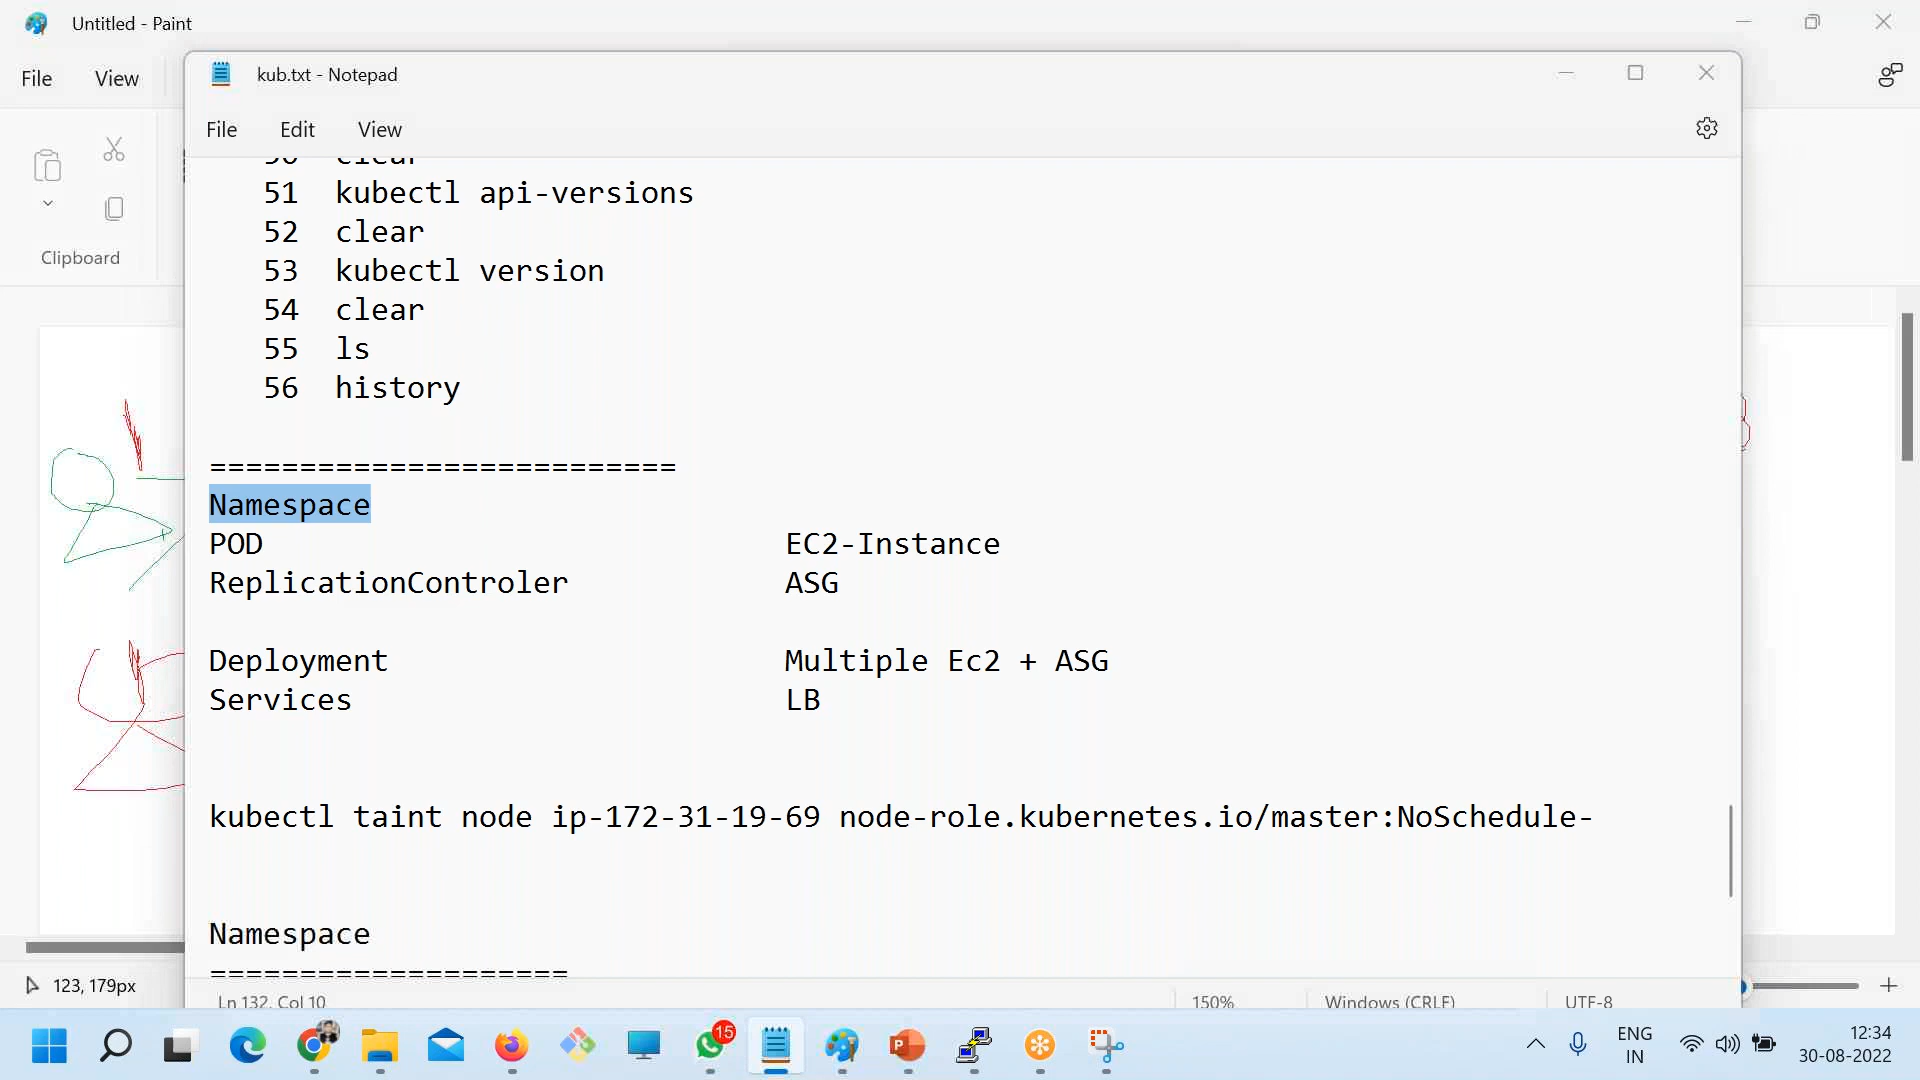 Untitled - Paint
File View
Clipboard
kub.txt - Notepad
File Edit View
50 clear
51 kubectl api-versions
52 clear
53 kubectl version
54 clear
55 ls
56 history
==========================
Namespace
POD EC2-Instance
ReplicationControler ASG
Deployment Multiple Ec2 + ASG
Services LB
kubectl taint node ip-172-31-19-69 node-role.kubernetes.io/master:NoSchedule-
Namespace
====================
Ln 132, Col 10 150% Windows (CRLF) UTF-8
123, 179px
15
ENG
IN
12:34
30-08-2022